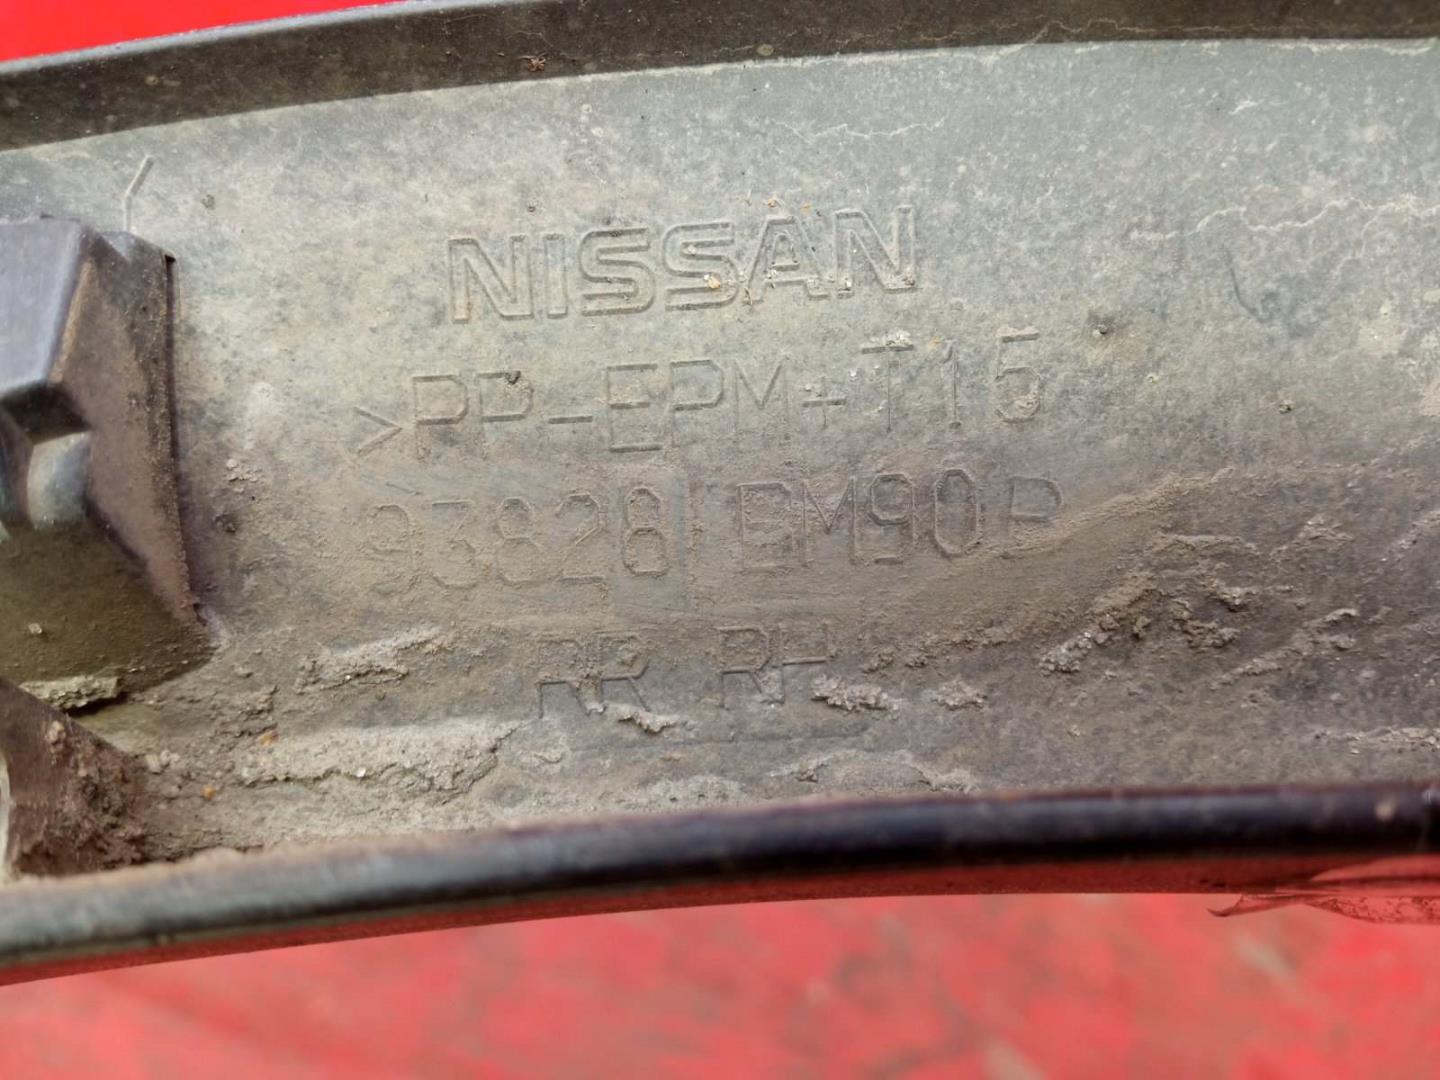 NISSAN
>PP-EPM+T15
93828 EM90B
RR RH